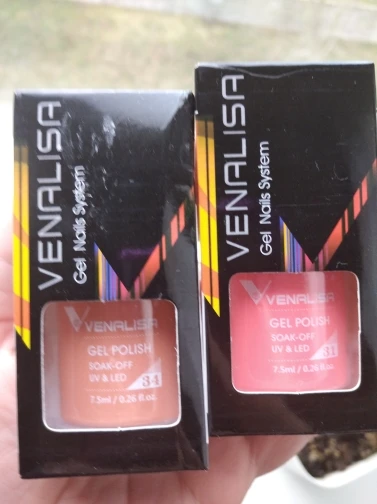 VENALISA
Gel Nails System
VENALISA
GEL POLISH
SOAK-OFF
UV & LED
34
7.5ml / 0.26 fl.oz.
VENALISA
Gel Nails System
VENALISA
GEL POLISH
SOAK-OFF
UV & LED
31
7.5ml / 0.26 fl.oz.